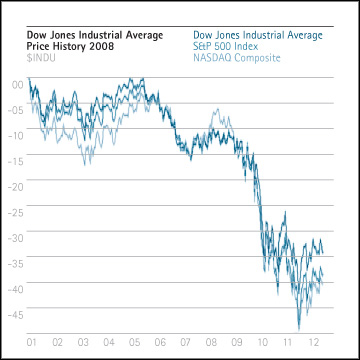 Dow Jones Industrial Average
Price History 2008
$INDU
Dow Jones Industrial Average
S&P 500 Index
NASDAQ Composite
00
-05
-10
-15
-20
-25
-30
-35
-40
-45
01 02 03 04 05 06 07 08 09 10 11 12